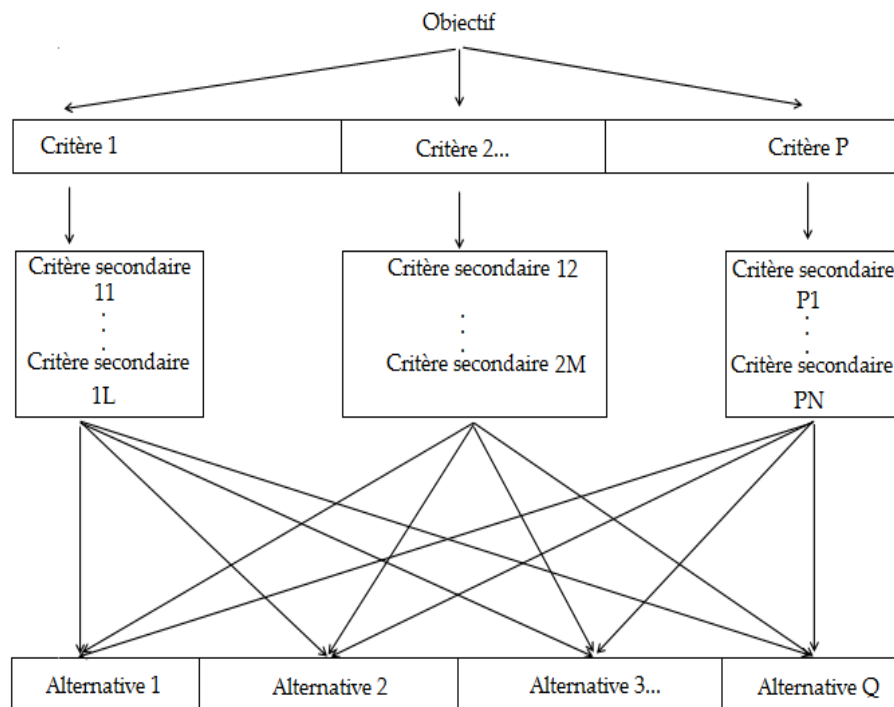 Objectif
Critère 1
Critère 2...
Critère P
Critère secondaire
11
.
.
.
Critère secondaire
1L
Critère secondaire 12
.
.
.
Critère secondaire 2M
Critère secondaire
P1
.
.
.
Critère secondaire
PN
Alternative 1
Alternative 2
Alternative 3...
Alternative Q